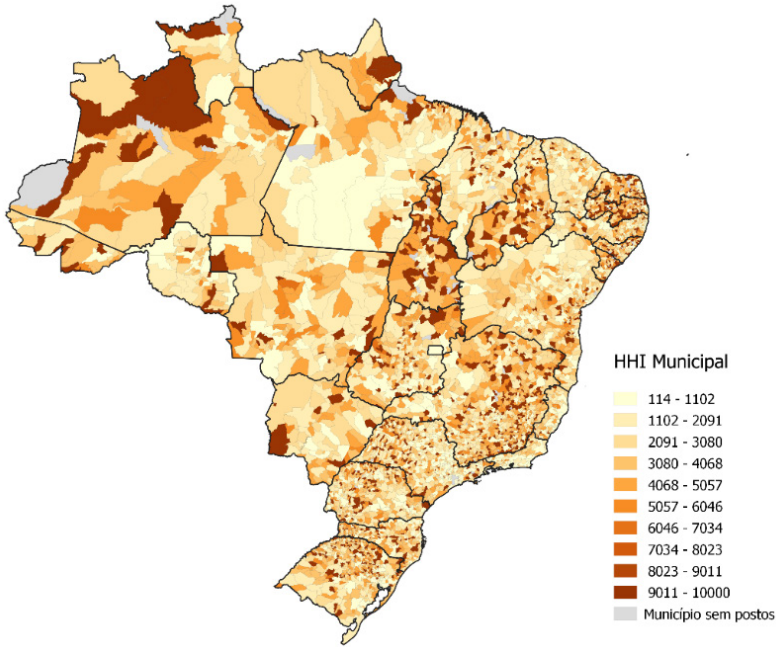 HHI Municipal
114 - 1102
1102 - 2091
2091 - 3080
3080 - 4068
4068 - 5057
5057 - 6046
6046 - 7034
7034 - 8023
8023 - 9011
9011 - 10000
Município sem postos